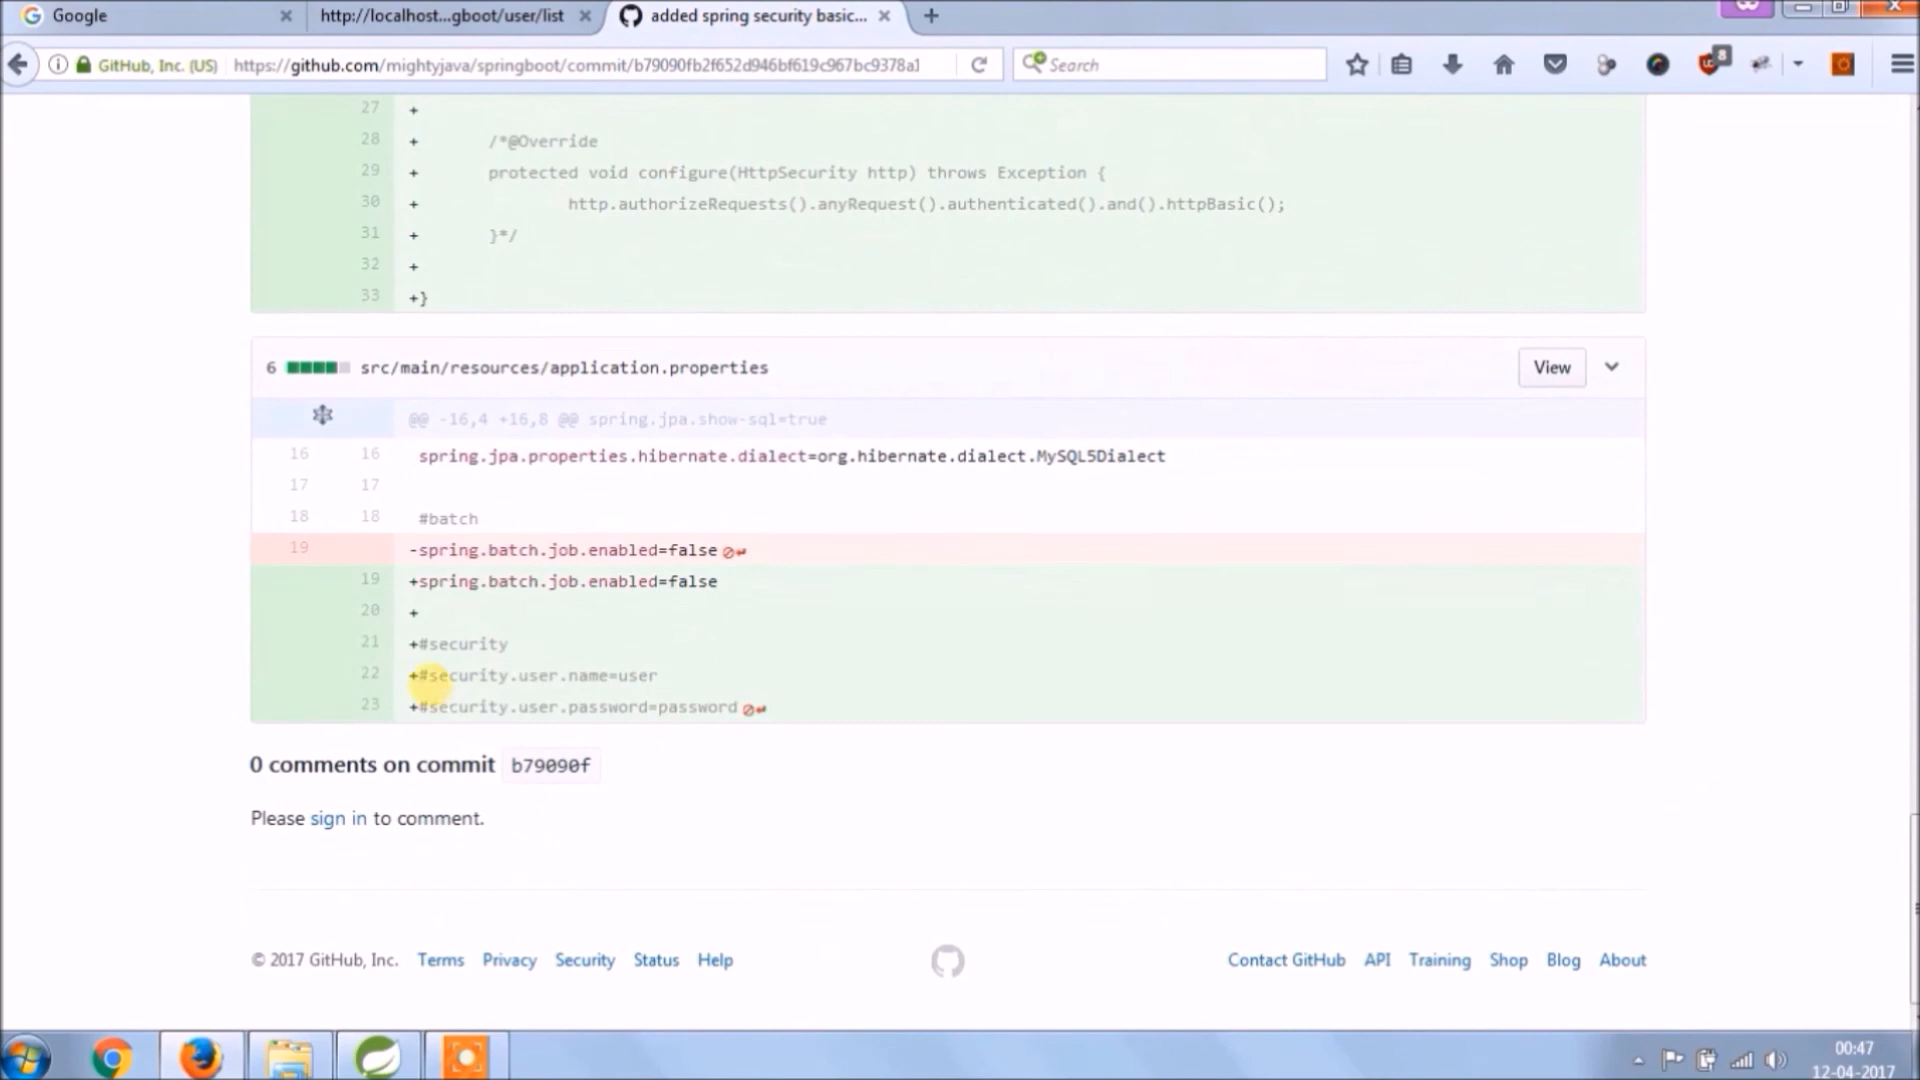 Google
http://localhost...gboot/user/list
added spring security basic...
GitHub, Inc. (US)
https://github.com/mightyjava/springboot/commit/b79090fb2f652d946bf619c967bc9378a1
Search
8
27 +
28 + /*@Override
29 + protected void configure(HttpSecurity http) throws Exception {
30 + http.authorizeRequests().anyRequest().authenticated().and().httpBasic();
31 + }*/
32 +
33 +}
6 src/main/resources/application.properties
View
@@ -16,4 +16,8 @@ spring.jpa.show-sql=true
16 16 spring.jpa.properties.hibernate.dialect=org.hibernate.dialect.MySQL5Dialect
17 17
18 18 #batch
19 -spring.batch.job.enabled=false
19 +spring.batch.job.enabled=false
20 +
21 +#security
22 +#security.user.name=user
23 +#security.user.password=password
0 comments on commit b79090f
Please sign in to comment.
© 2017 GitHub, Inc. Terms Privacy Security Status Help
Contact GitHub API Training Shop Blog About
00:47
12-04-2017